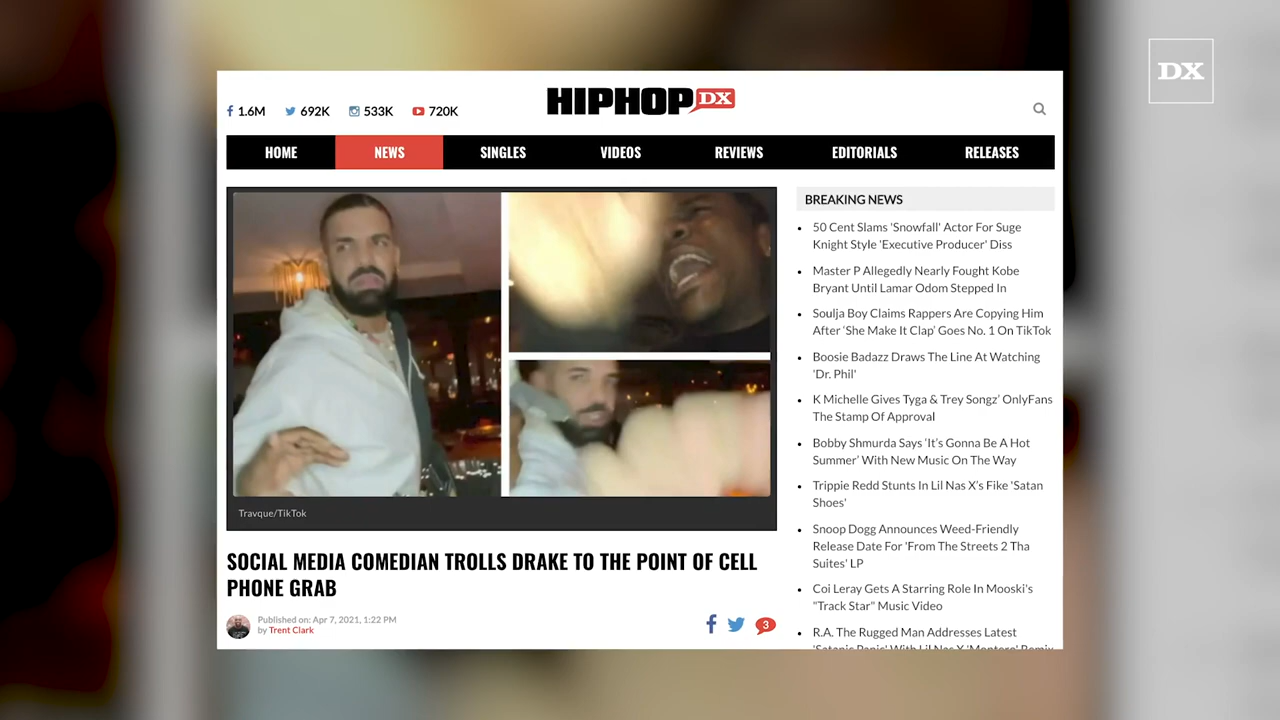 DX
1.6M
692K
533K
720K
HIPHOPDX
HOME
NEWS
SINGLES
VIDEOS
REVIEWS
EDITORIALS
RELEASES
Travque/TikTok
SOCIAL MEDIA COMEDIAN TROLLS DRAKE TO THE POINT OF CELL
PHONE GRAB
Published on: Apr 7, 2021, 1:22 PM
by Trent Clark
3
BREAKING NEWS
50 Cent Slams 'Snowfall' Actor For Suge
Knight Style 'Executive Producer' Diss
Master P Allegedly Nearly Fought Kobe
Bryant Until Lamar Odom Stepped In
Soulja Boy Claims Rappers Are Copying Him
After ‘She Make It Clap’ Goes No. 1 On TikTok
Boosie Badazz Draws The Line At Watching
'Dr. Phil'
K Michelle Gives Tyga & Trey Songz’ OnlyFans
The Stamp Of Approval
Bobby Shmurda Says ‘It’s Gonna Be A Hot
Summer’ With New Music On The Way
Trippie Redd Stunts In Lil Nas X’s Fike 'Satan
Shoes'
Snoop Dogg Announces Weed-Friendly
Release Date For 'From The Streets 2 Tha
Suites' LP
Coi Leray Gets A Starring Role In Mooski's
"Track Star" Music Video
R.A. The Rugged Man Addresses Latest
'Satanic Panic' With Lil Nas X 'Montero' Remix